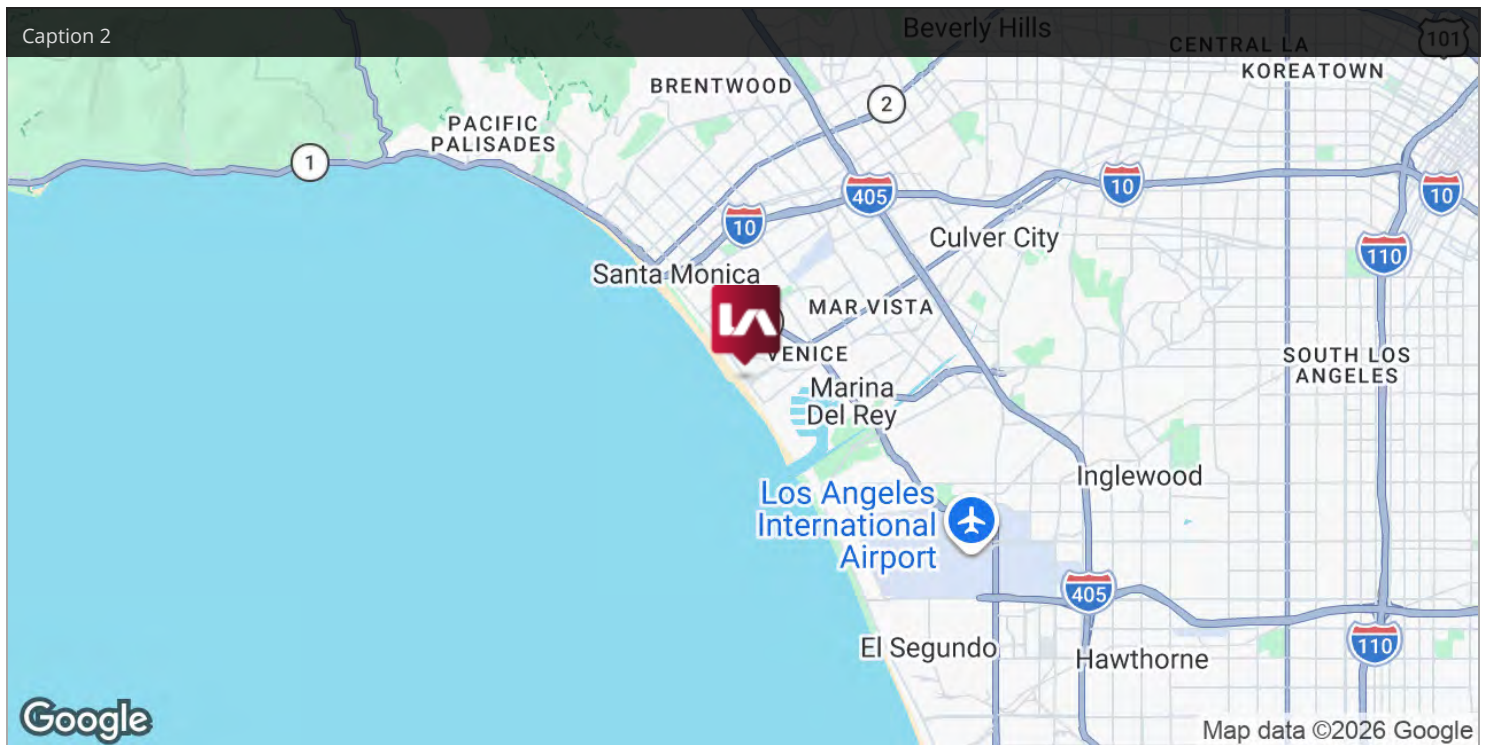 Caption 2
Beverly Hills
CENTRAL LA
101
KOREATOWN
BRENTWOOD
2
PACIFIC
PALISADES
1
405
10
10
10
Culver City
110
Santa Monica
LA
MAR VISTA
VENICE
SOUTH LOS
ANGELES
Marina
Del Rey
Inglewood
Los Angeles
International
Airport
405
El Segundo
Hawthorne
110
Google
Map data ©2026 Google